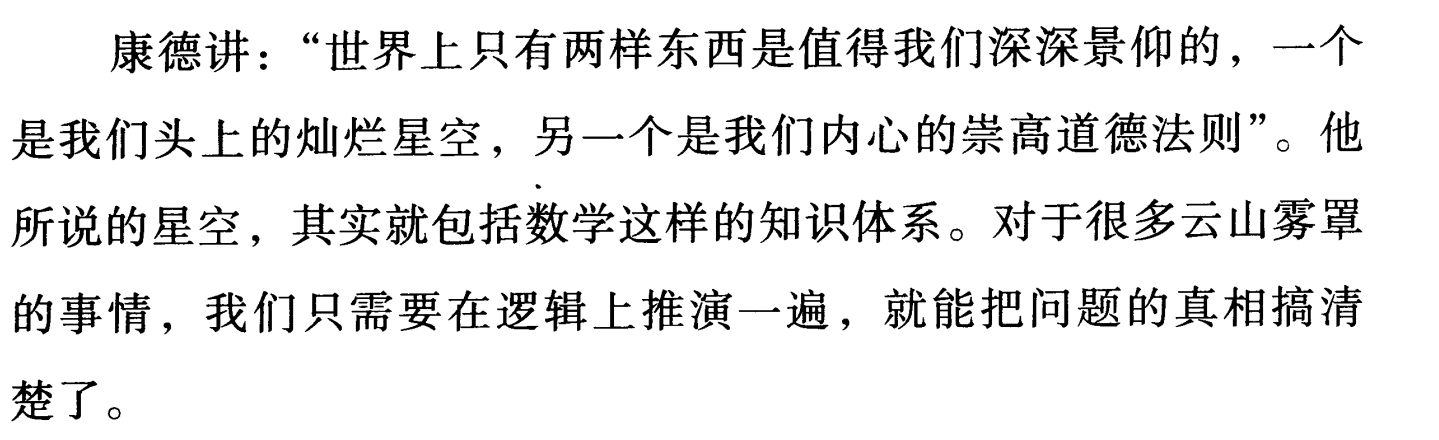 康德讲：“世界上只有两样东西是值得我们深深景仰的，一个
是我们头上的灿烂星空，另一个是我们内心的崇高道德法则”。他
所说的星空，其实就包括数学这样的知识体系。对于很多云山雾罩
的事情，我们只需要在逻辑上推演一遍，就能把问题的真相搞清
楚了。